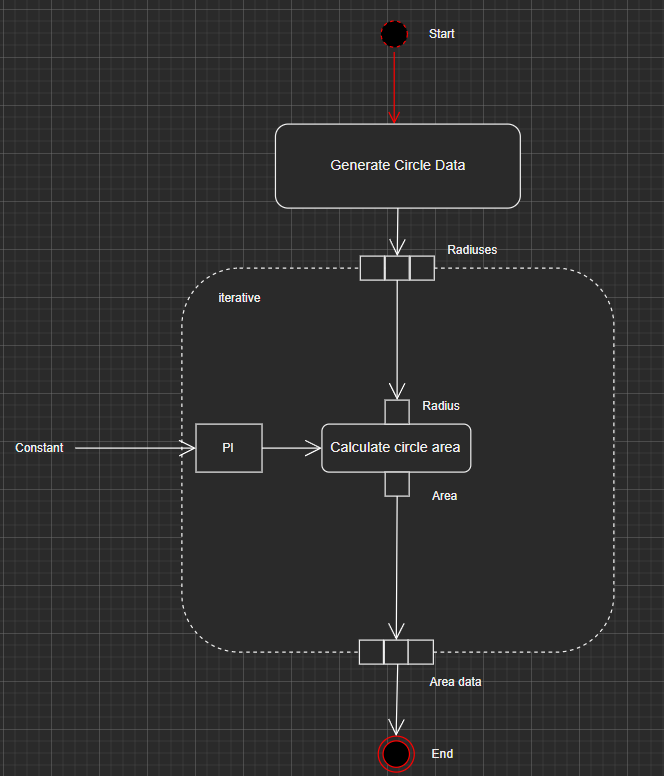 Start
Generate Circle Data
Radiuses
iterative
Radius
Constant
PI
Calculate circle area
Area
Area data
End